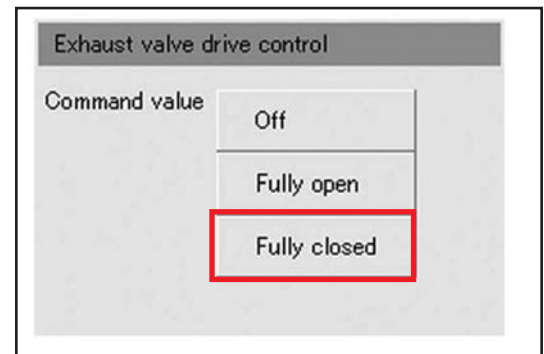 Exhaust valve drive control
Command value
Off
Fully open
Fully closed